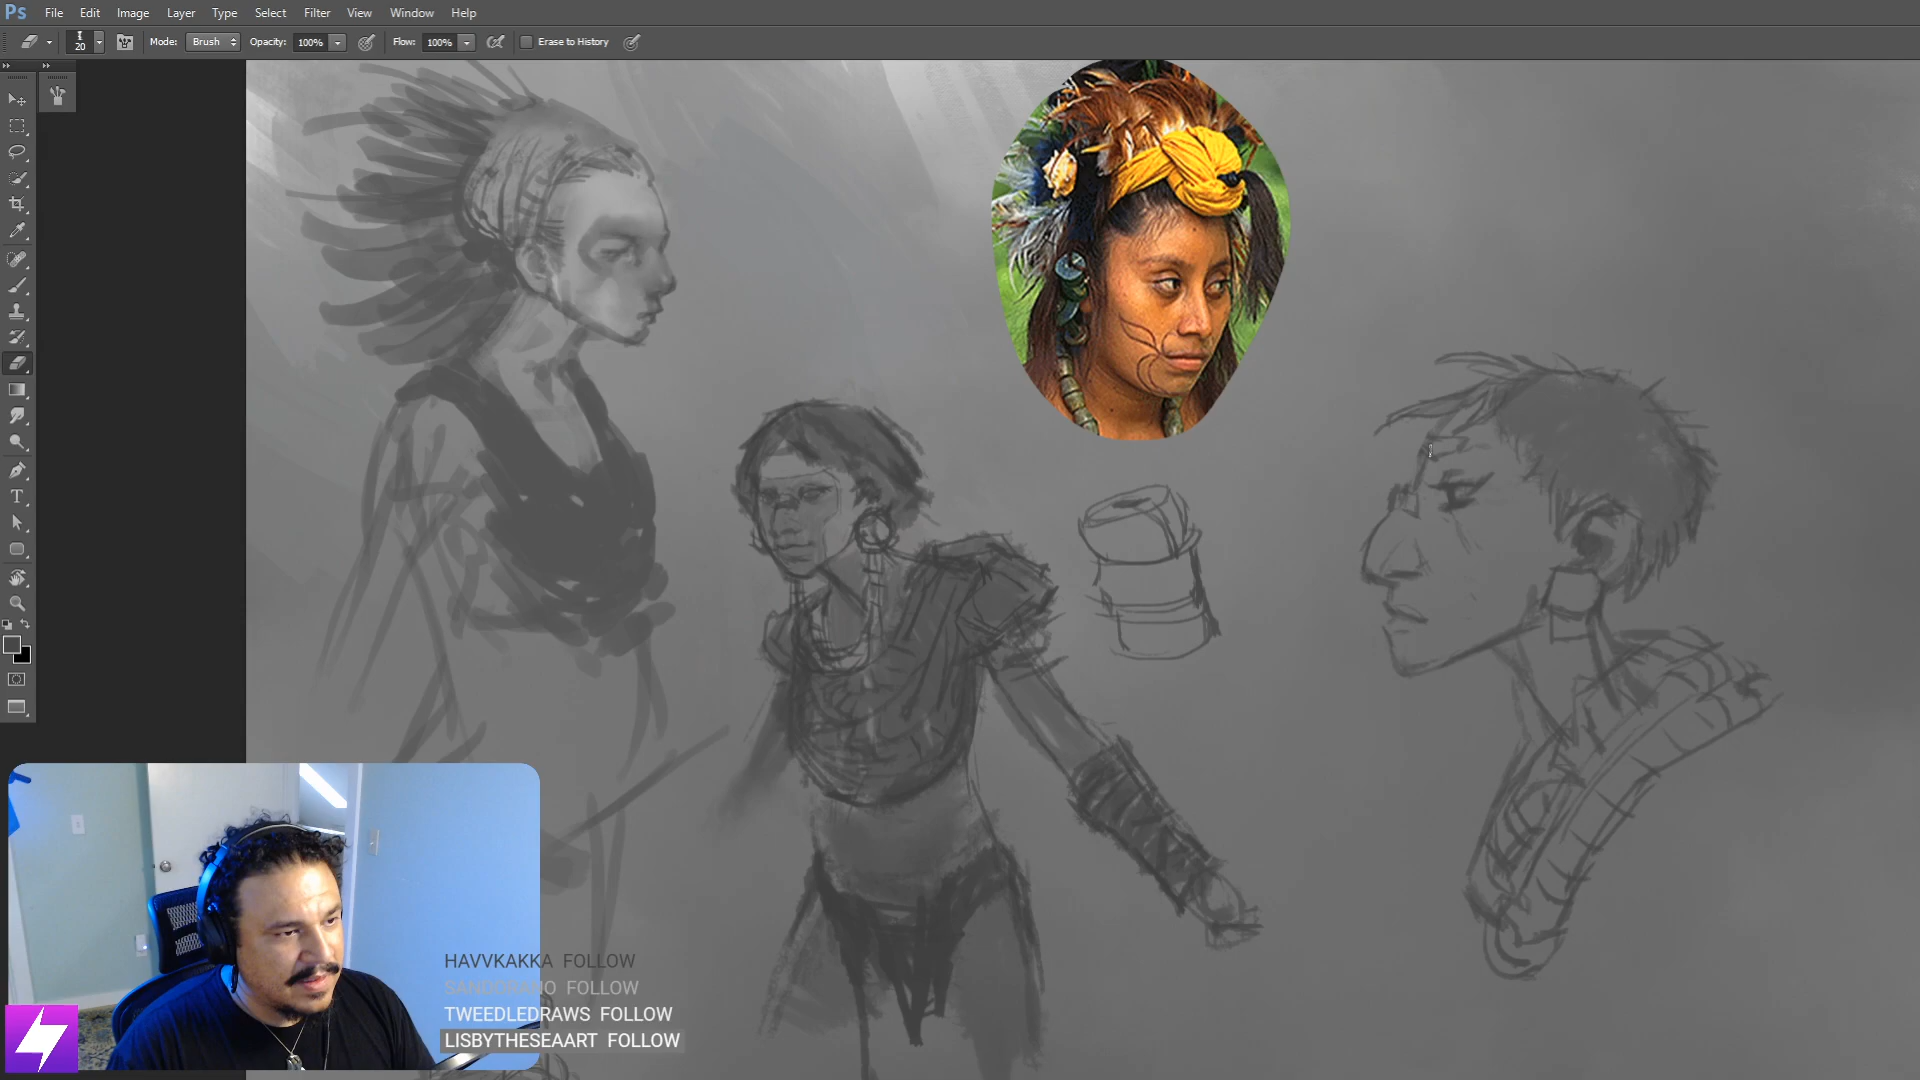 Ps File Edit Image Layer Type Select Filter View Window Help
20 Mode: Brush Opacity: 100% Flow: 100% Erase to History
T
HAVVKAKKA FOLLOW
SANDORANO FOLLOW
TWEEDLEDRAWS FOLLOW
LISBYTHESEAART FOLLOW